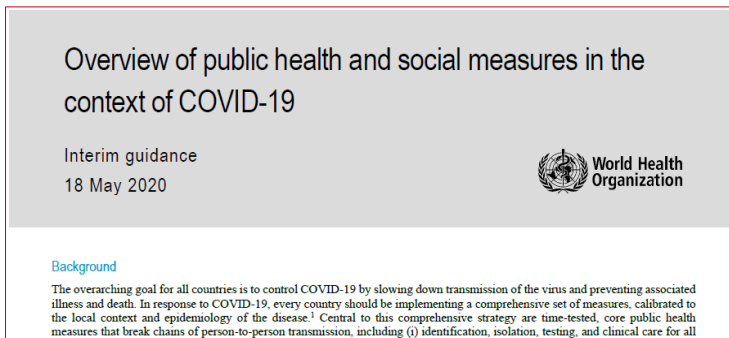 Overview of public health and social measures in the
context of COVID-19
Interim guidance
18 May 2020
World Health
Organization
Background
The overarching goal for all countries is to control COVID-19 by slowing down transmission of the virus and preventing associated
illness and death. In response to COVID-19, every country should be implementing a comprehensive set of measures, calibrated to
the local context and epidemiology of the disease.1 Central to this comprehensive strategy are time-tested, core public health
measures that break chains of person-to-person transmission, including (i) identification, isolation, testing, and clinical care for all